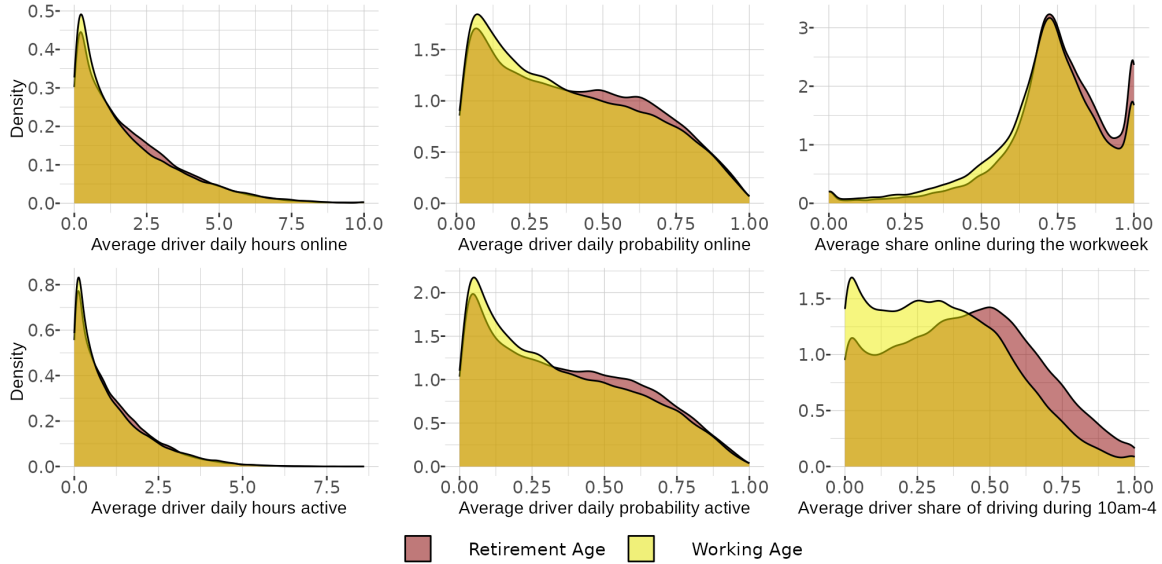 0.5
0.4
0.3
0.2
0.1
0.0
Density
0.0 2.5 5.0 7.5 10.0
Average driver daily hours online
1.5
1.0
0.5
0.0
0.00 0.25 0.50 0.75 1.00
Average driver daily probability online
3
2
1
0
0.00 0.25 0.50 0.75 1.00
Average share online during the workweek
0.8
0.6
0.4
0.2
0.0
Density
0.0 2.5 5.0 7.5
Average driver daily hours active
2.0
1.5
1.0
0.5
0.0
0.00 0.25 0.50 0.75 1.00
Average driver daily probability active
1.5
1.0
0.5
0.0
0.00 0.25 0.50 0.75 1.00
Average driver share of driving during 10am-4
Retirement Age Working Age